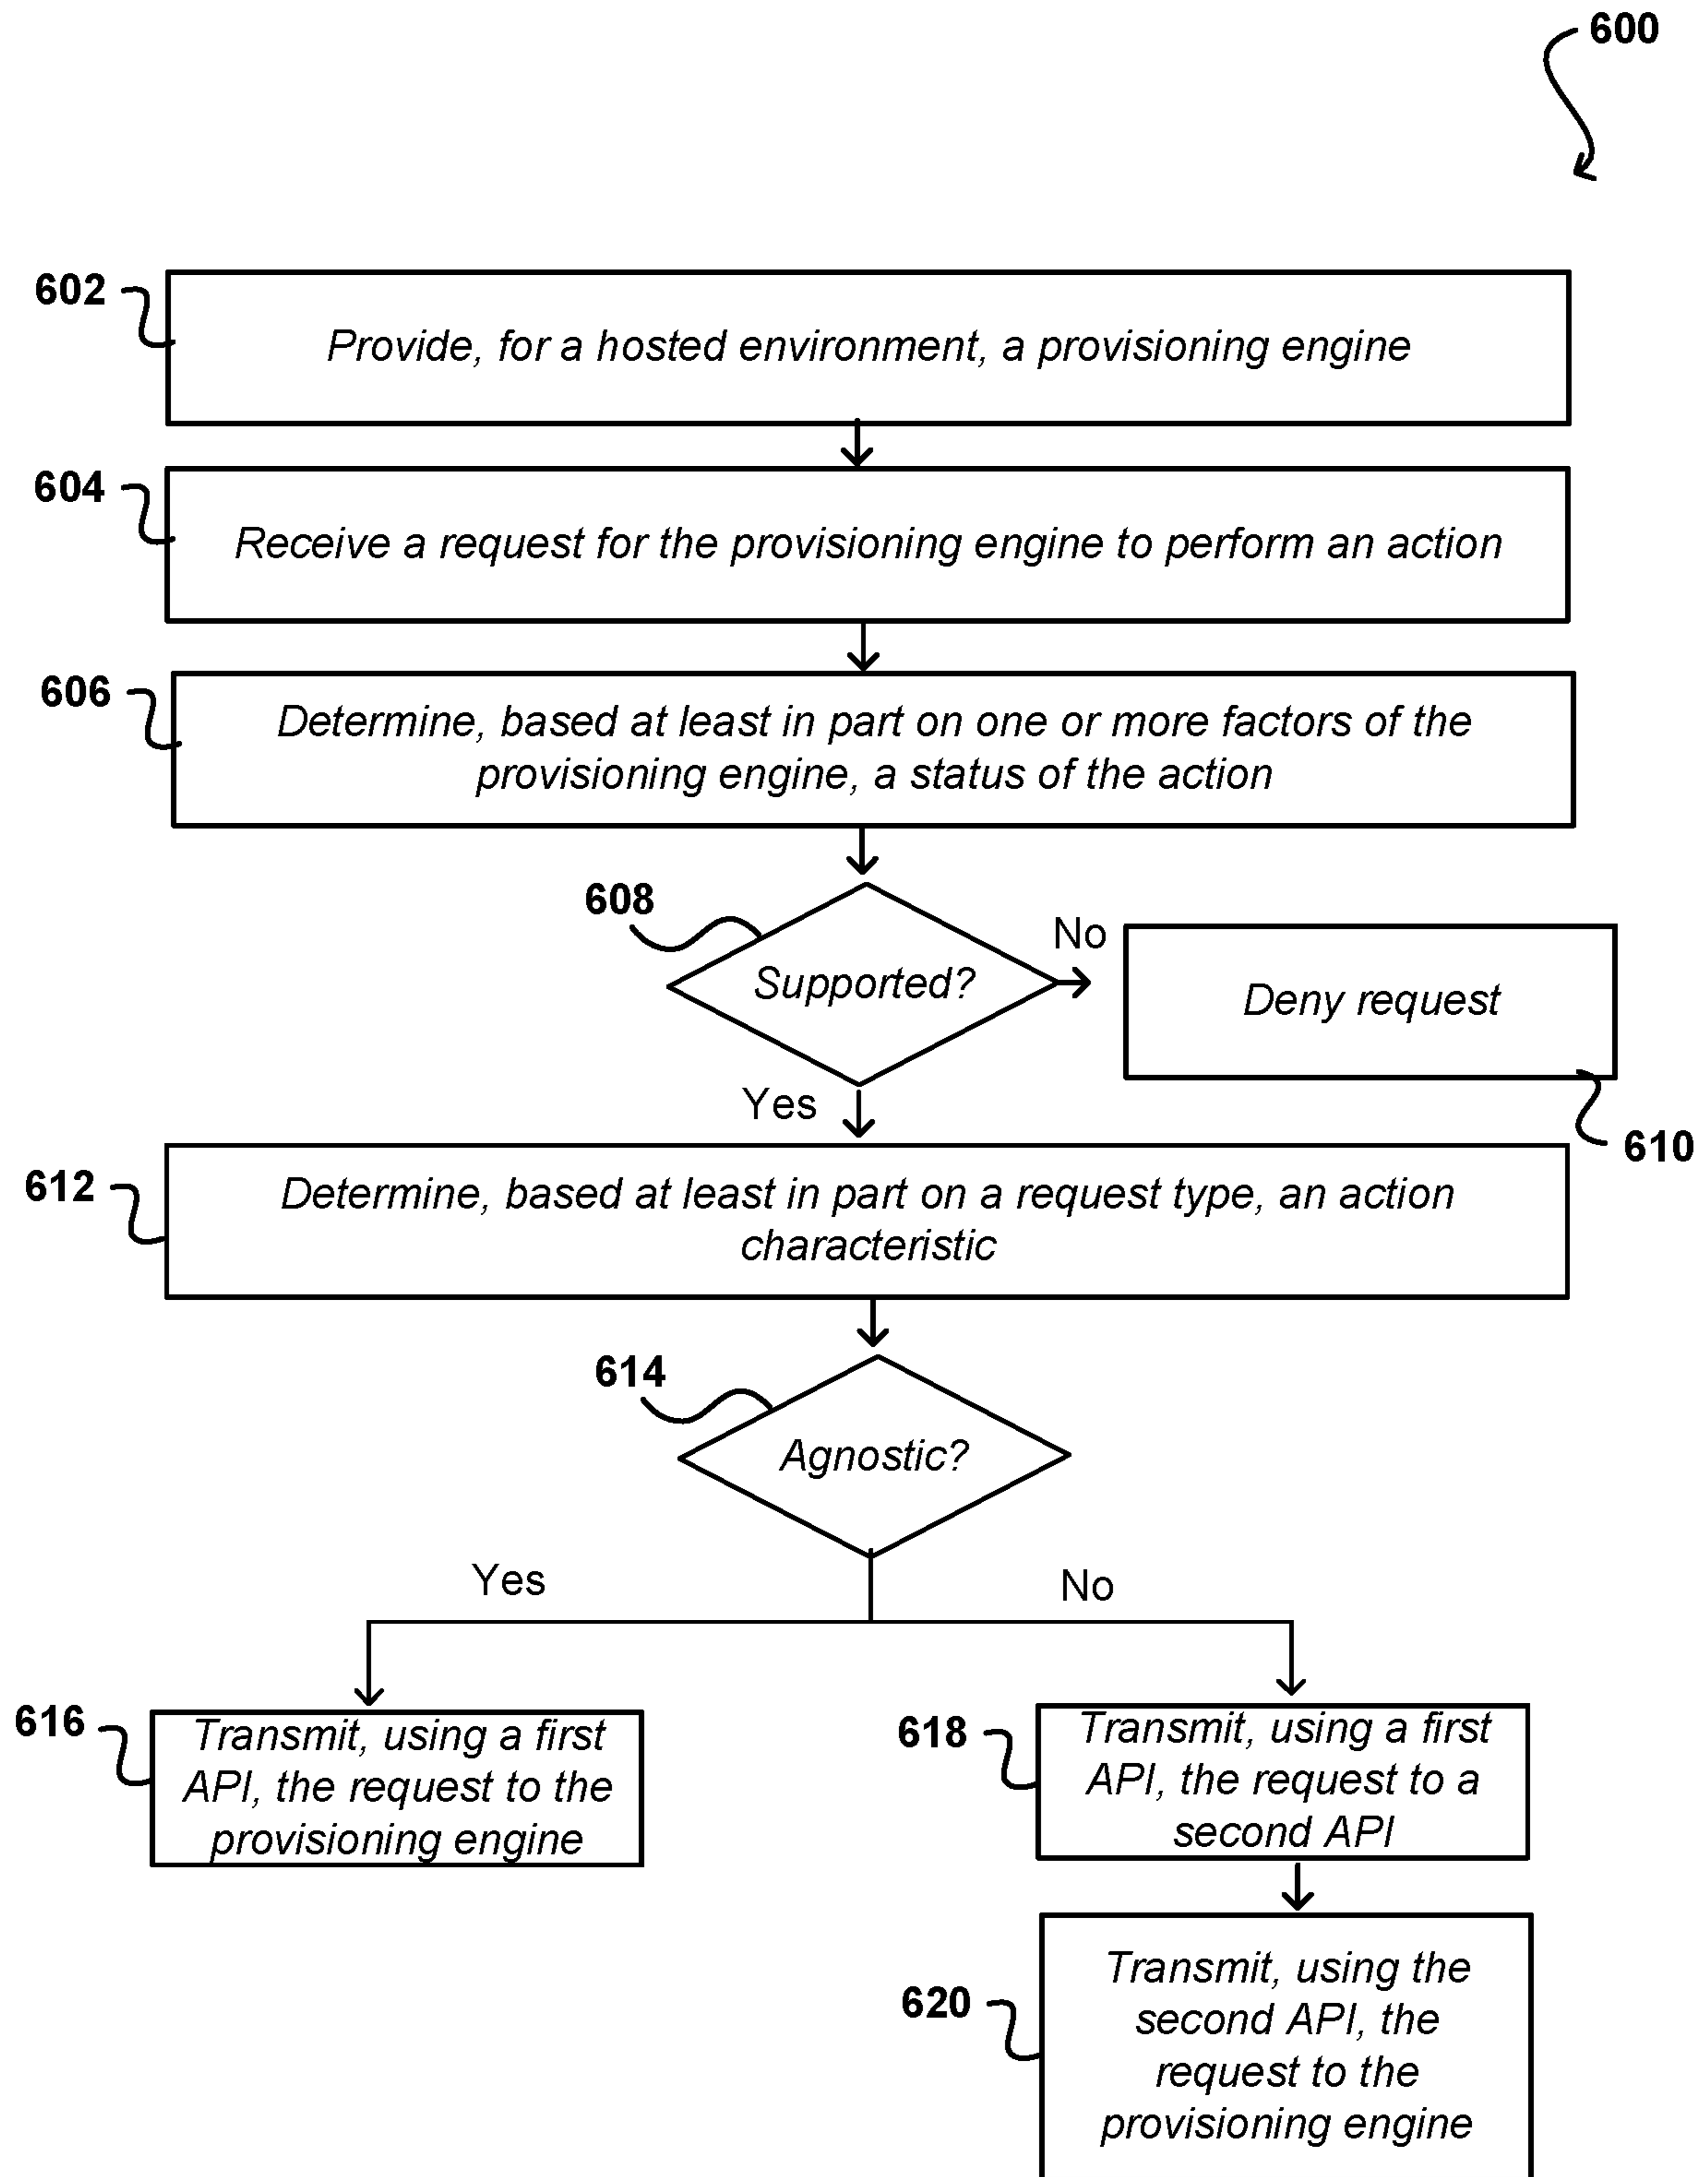 600
602
Provide, for a hosted environment, a provisioning engine
604
Receive a request for the provisioning engine to perform an action
606
Determine, based at least in part on one or more factors of the
provisioning engine, a status of the action
608
Supported?
No
Deny request
610
Yes
612
Determine, based at least in part on a request type, an action
characteristic
614
Agnostic?
Yes
No
616
Transmit, using a first
API, the request to the
provisioning engine
618
Transmit, using a first
API, the request to a
second API
620
Transmit, using the
second API, the
request to the
provisioning engine